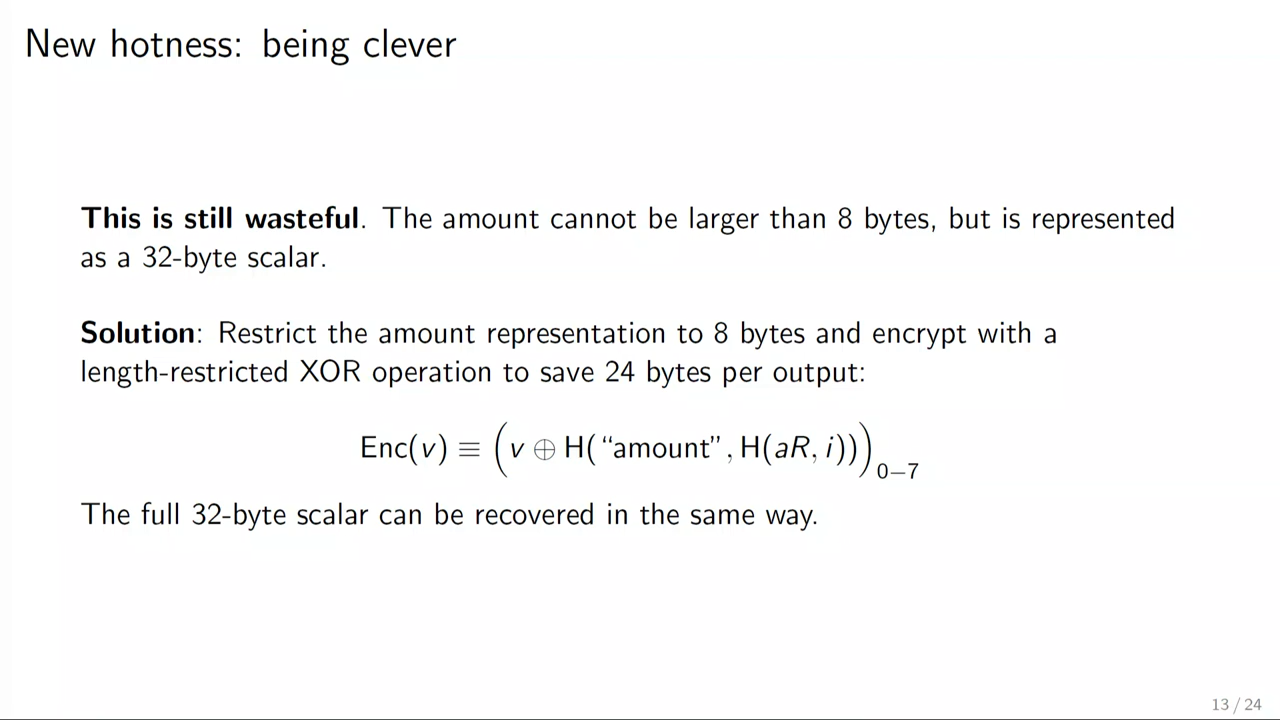 New hotness: being clever
This is still wasteful. The amount cannot be larger than 8 bytes, but is represented
as a 32-byte scalar.
Solution: Restrict the amount representation to 8 bytes and encrypt with a
length-restricted XOR operation to save 24 bytes per output:
Enc(v) ≡ (v ⊕ H(“amount”, H(aR, i)))0−7
The full 32-byte scalar can be recovered in the same way.
13 / 24